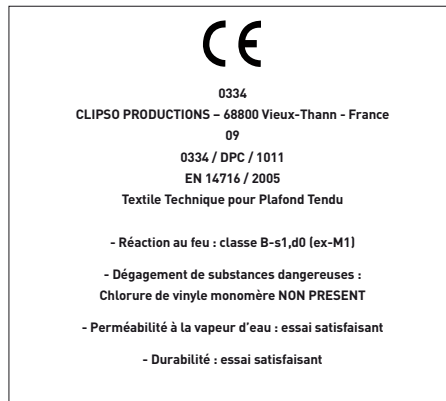 CE
0334
CLIPSO PRODUCTIONS – 68800 Vieux-Thann - France
09
0334 / DPC / 1011
EN 14716 / 2005
Textile Technique pour Plafond Tendu
- Réaction au feu : classe B-s1,d0 (ex-M1)
- Dégagement de substances dangereuses :
Chlorure de vinyle monomère NON PRESENT
- Perméabilité à la vapeur d'eau : essai satisfaisant
- Durabilité : essai satisfaisant